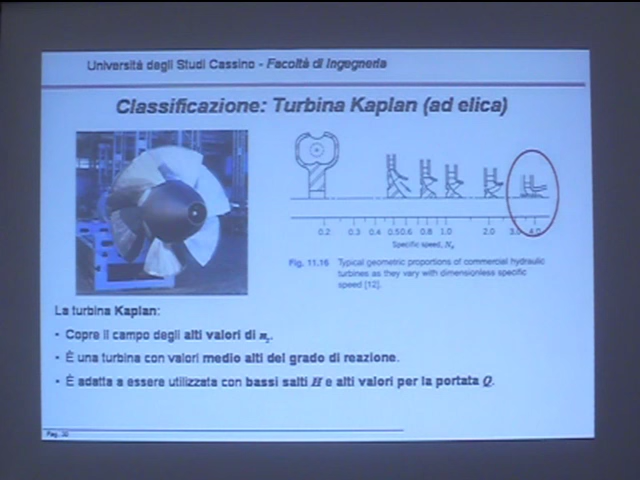 Università degli Studi Cassino - Facoltà di Ingegneria
Classificazione: Turbina Kaplan (ad elica)
0.2 0.3 0.4 0.5 0.6 0.8 1.0 2.0 3.0 4.0
Specific speed, Ns
Fig. 11.16 Typical geometric proportions of commercial hydraulic
turbines as they vary with dimensionless specific
speed [12].
La turbina Kaplan:
• Copre il campo degli alti valori di ns.
• È una turbina con valori medio alti del grado di reazione.
• È adatta a essere utilizzata con bassi salti H e alti valori per la portata Q.